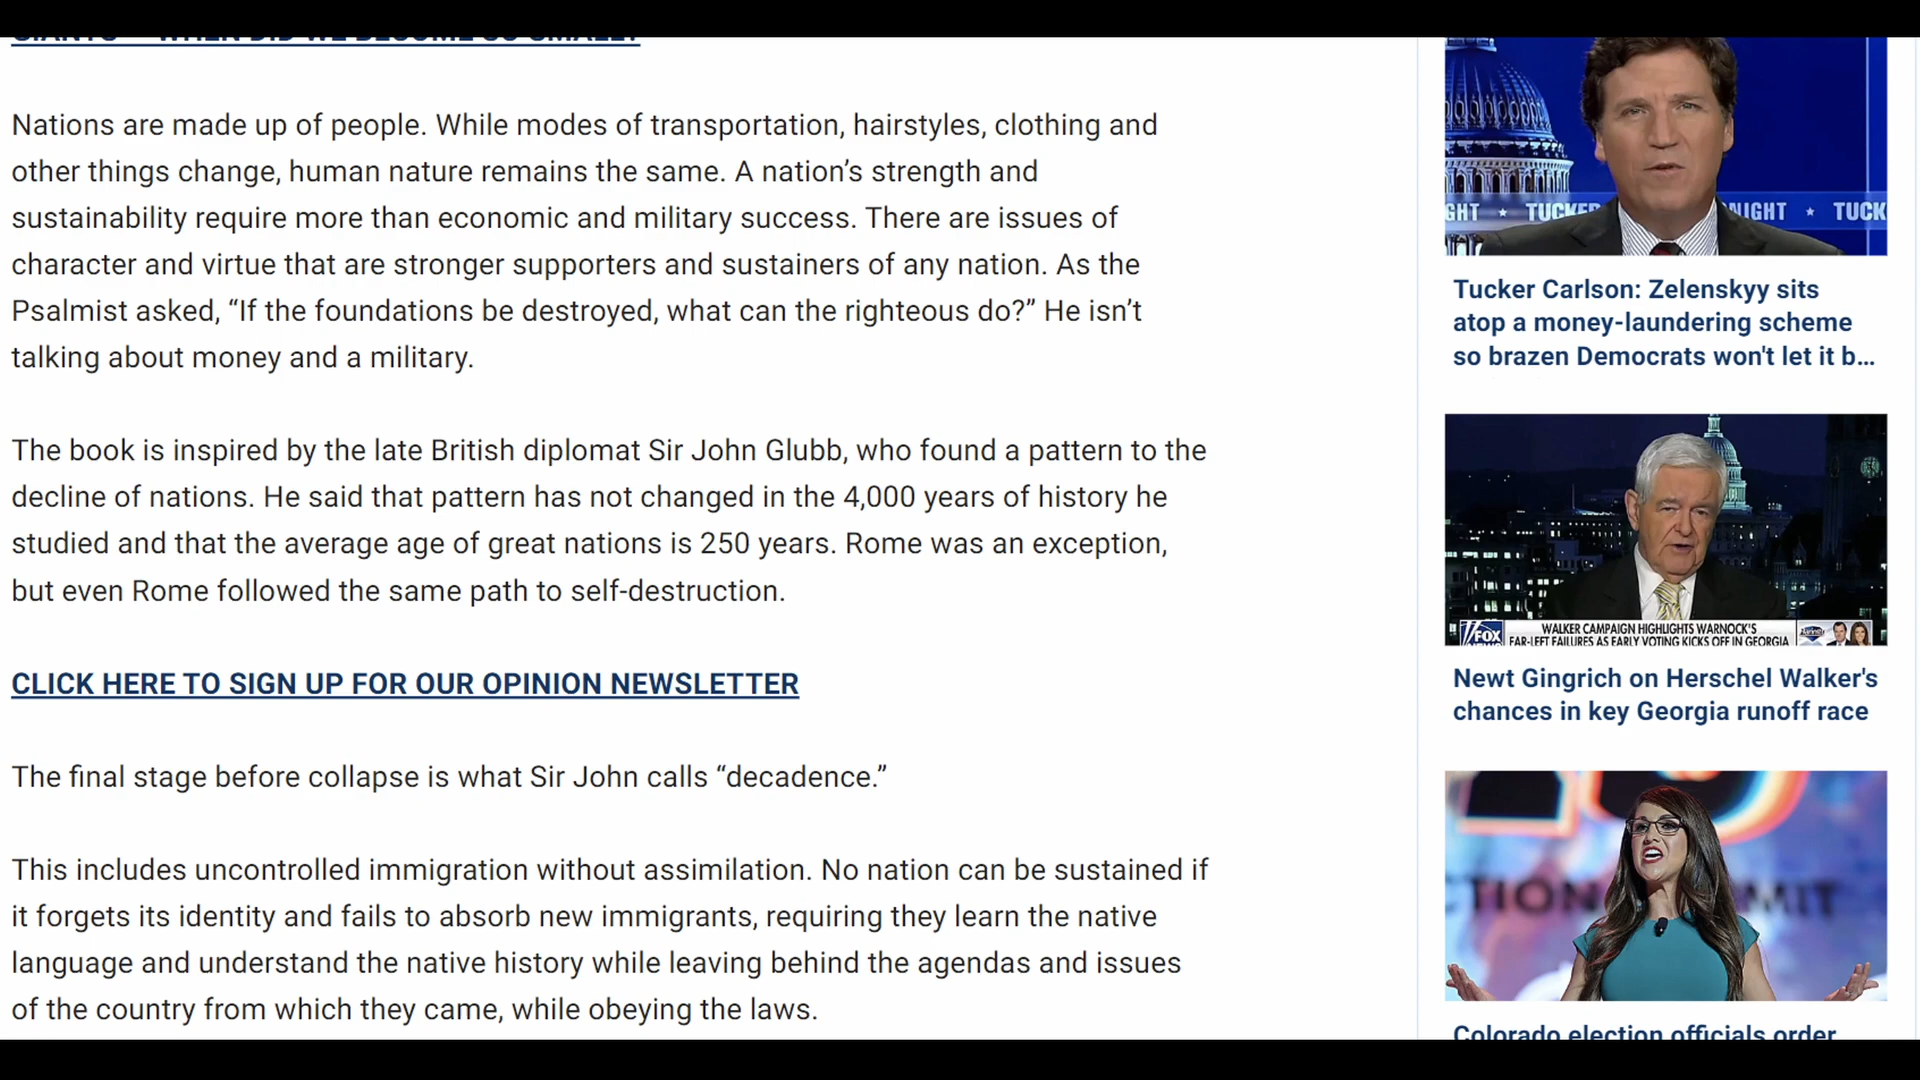 GIANTS – WHEN DID WE BECOME SO SMALL?
Nations are made up of people. While modes of transportation, hairstyles, clothing and
other things change, human nature remains the same. A nation’s strength and
sustainability require more than economic and military success. There are issues of
character and virtue that are stronger supporters and sustainers of any nation. As the
Psalmist asked, “If the foundations be destroyed, what can the righteous do?” He isn’t
talking about money and a military.
The book is inspired by the late British diplomat Sir John Glubb, who found a pattern to the
decline of nations. He said that pattern has not changed in the 4,000 years of history he
studied and that the average age of great nations is 250 years. Rome was an exception,
but even Rome followed the same path to self-destruction.
CLICK HERE TO SIGN UP FOR OUR OPINION NEWSLETTER
The final stage before collapse is what Sir John calls “decadence.”
This includes uncontrolled immigration without assimilation. No nation can be sustained if
it forgets its identity and fails to absorb new immigrants, requiring they learn the native
language and understand the native history while leaving behind the agendas and issues
of the country from which they came, while obeying the laws.
GHT ★ TUCKER NIGHT ★ TUCK
Tucker Carlson: Zelenskyy sits
atop a money-laundering scheme
so brazen Democrats won't let it b...
FOX
WALKER CAMPAIGN HIGHLIGHTS WARNOCK'S
FAR-LEFT FAILURES AS EARLY VOTING KICKS OFF IN GEORGIA
Newt Gingrich on Herschel Walker's
chances in key Georgia runoff race
CTION MIT
Colorado election officials order